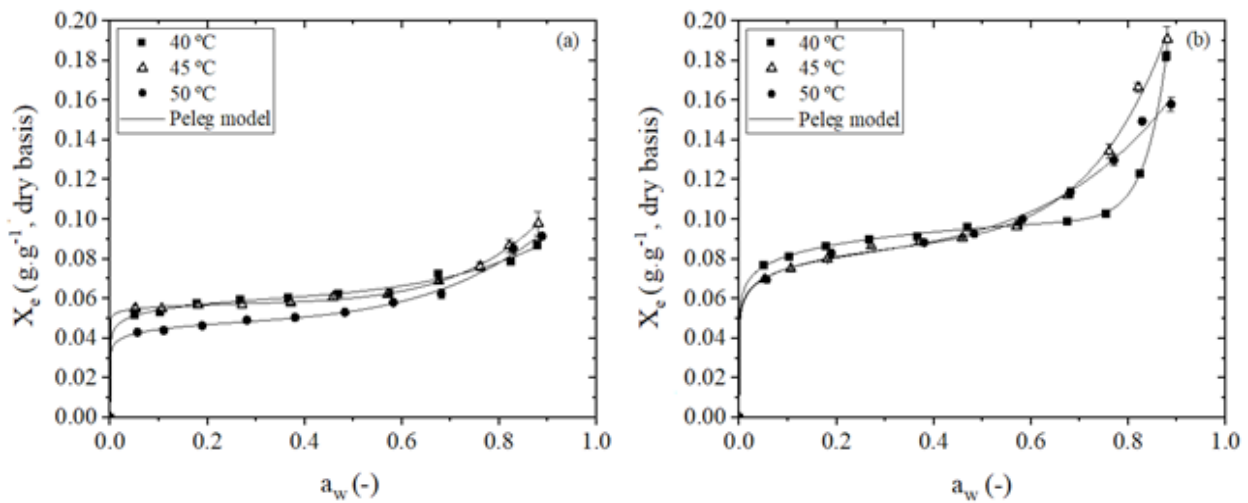 (a)
40 ºC
45 ºC
50 ºC
Peleg model
0.20
0.18
0.16
0.14
0.12
0.10
0.08
0.06
0.04
0.02
0.00
Xe ( g.g-1 , dry basis)
0.0 0.2 0.4 0.6 0.8 1.0
aw (-)
(b)
40 ºC
45 ºC
50 ºC
Peleg model
0.20
0.18
0.16
0.14
0.12
0.10
0.08
0.06
0.04
0.02
0.00
Xe ( g.g-1 , dry basis)
0.0 0.2 0.4 0.6 0.8 1.0
aw (-)